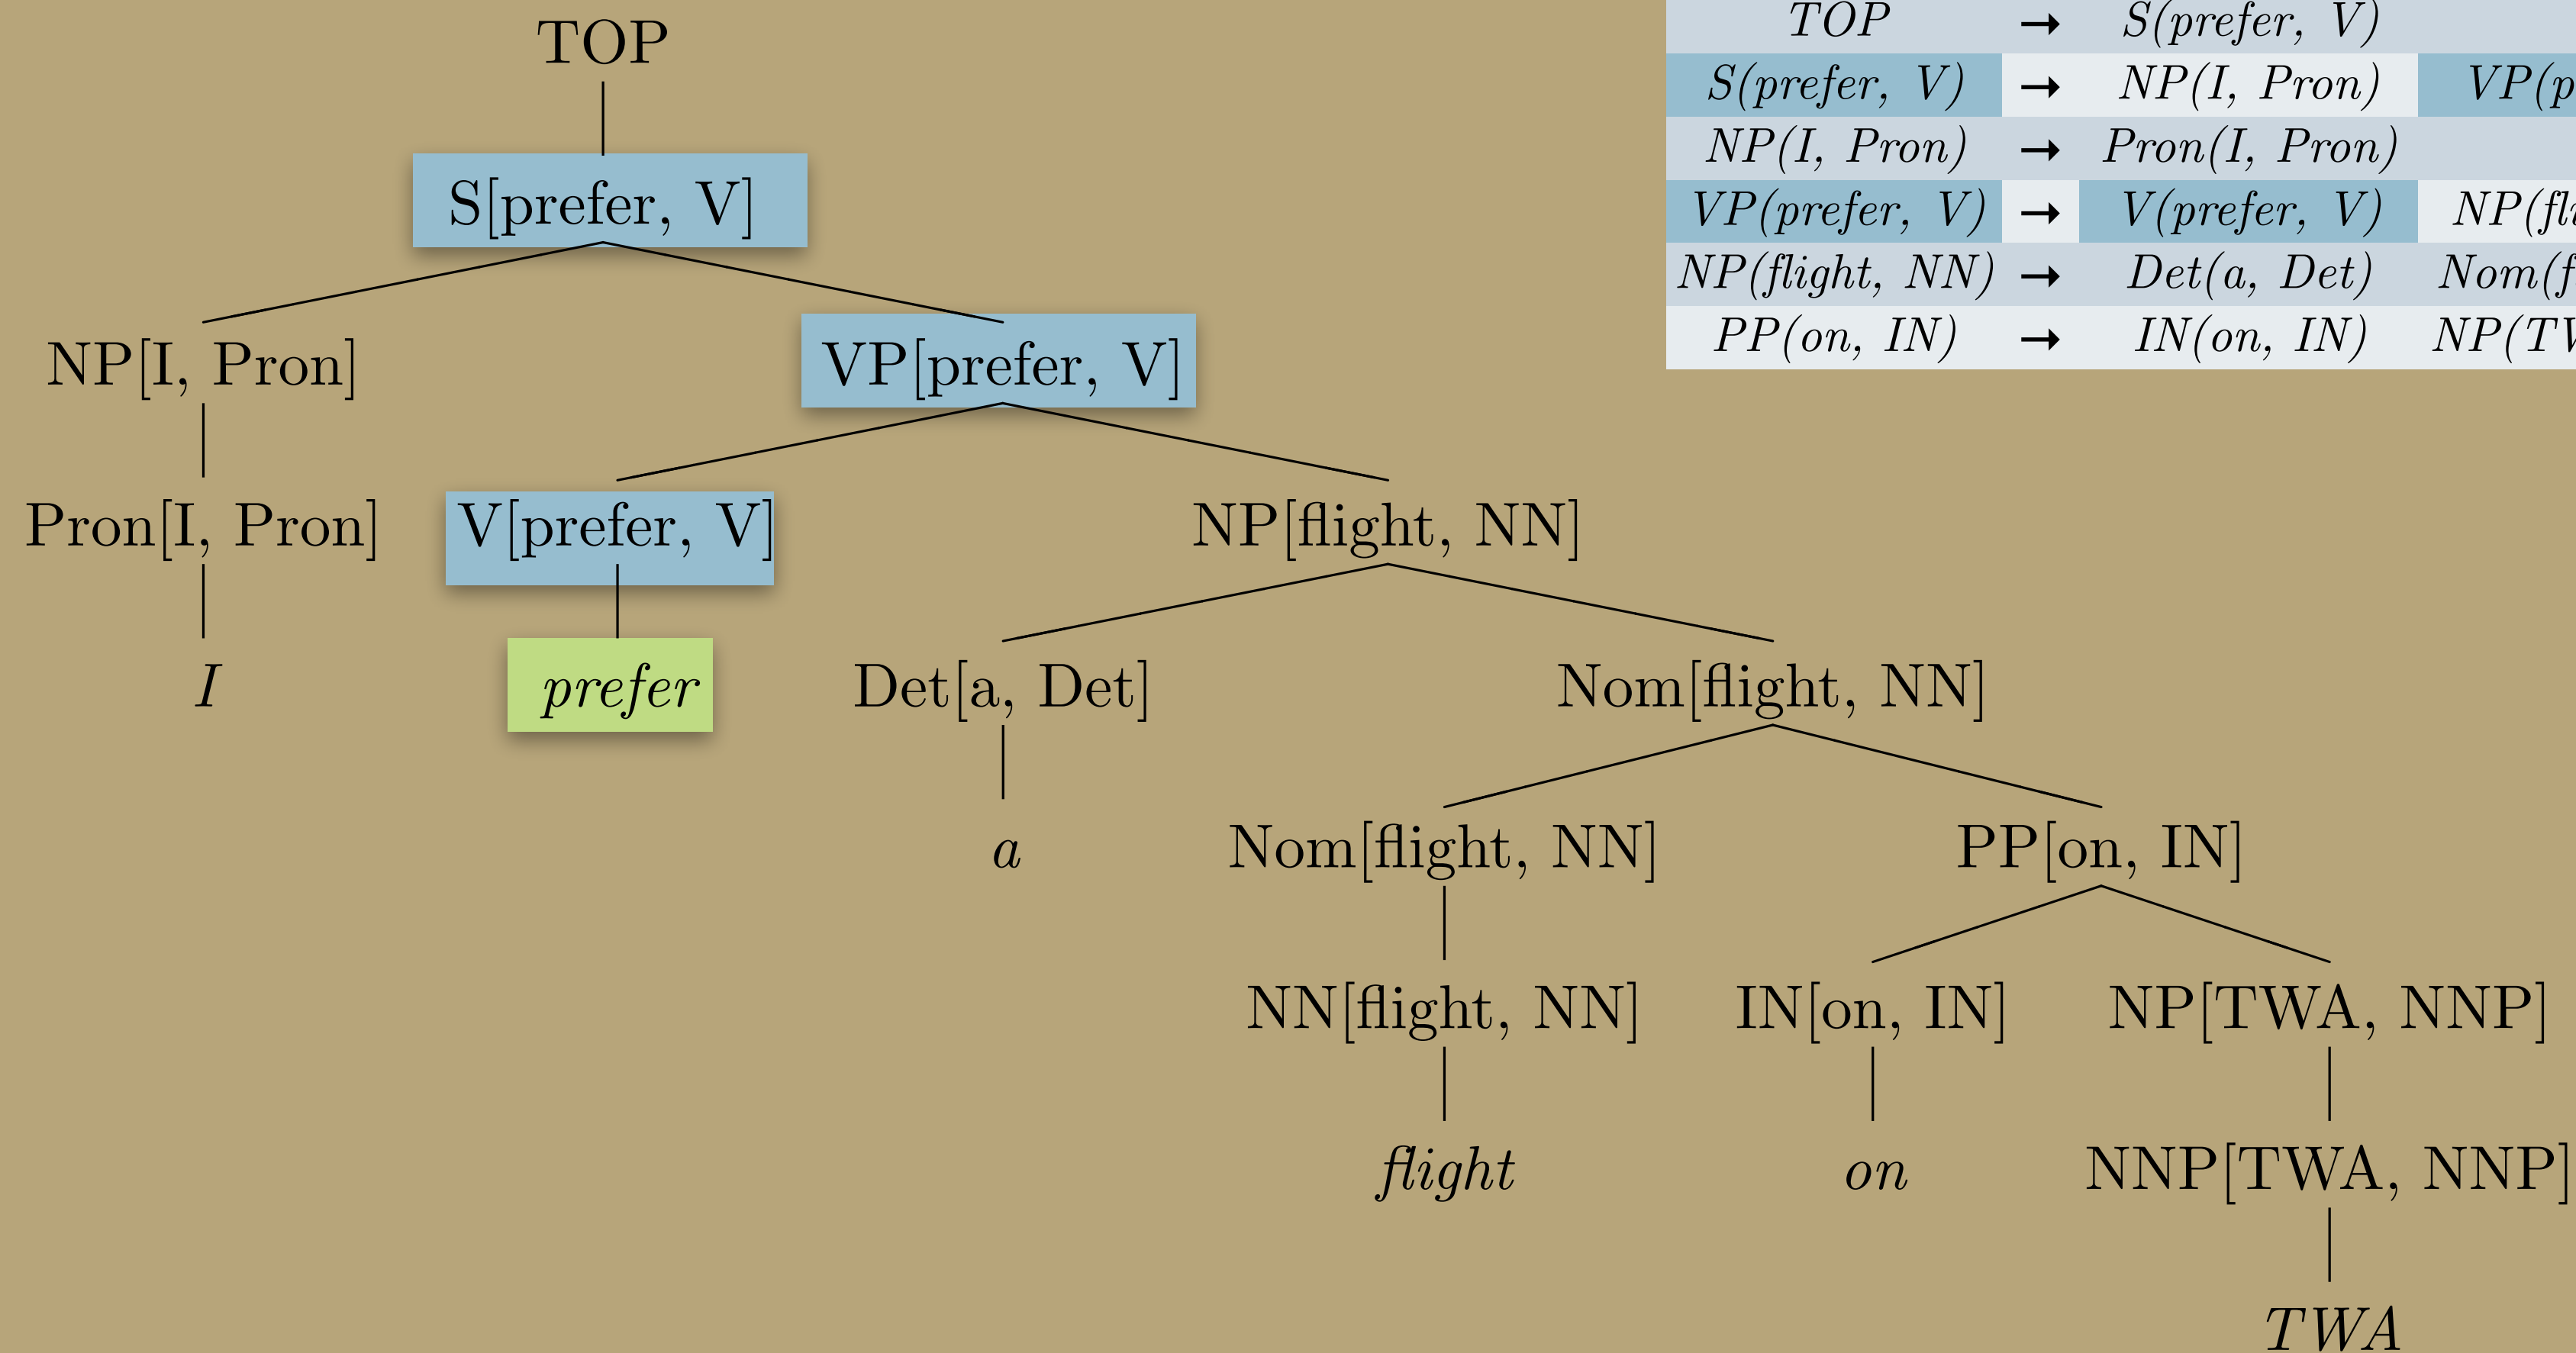 TOP
S[prefer, V]
NP[I, Pron] VP[prefer, V]
Pron[I, Pron] V[prefer, V] NP[flight, NN]
I prefer Det[a, Det] Nom[flight, NN]
a Nom[flight, NN] PP[on, IN]
NN[flight, NN] IN[on, IN] NP[TWA, NNP]
flight on NNP[TWA, NNP]
TWA
TOP → S(prefer, V)
S(prefer, V) → NP(I, Pron)
NP(I, Pron) → Pron(I, Pron)
VP(prefer, V) → V(prefer, V)
NP(flight, NN) → Det(a, Det)
PP(on, IN) → IN(on, IN)